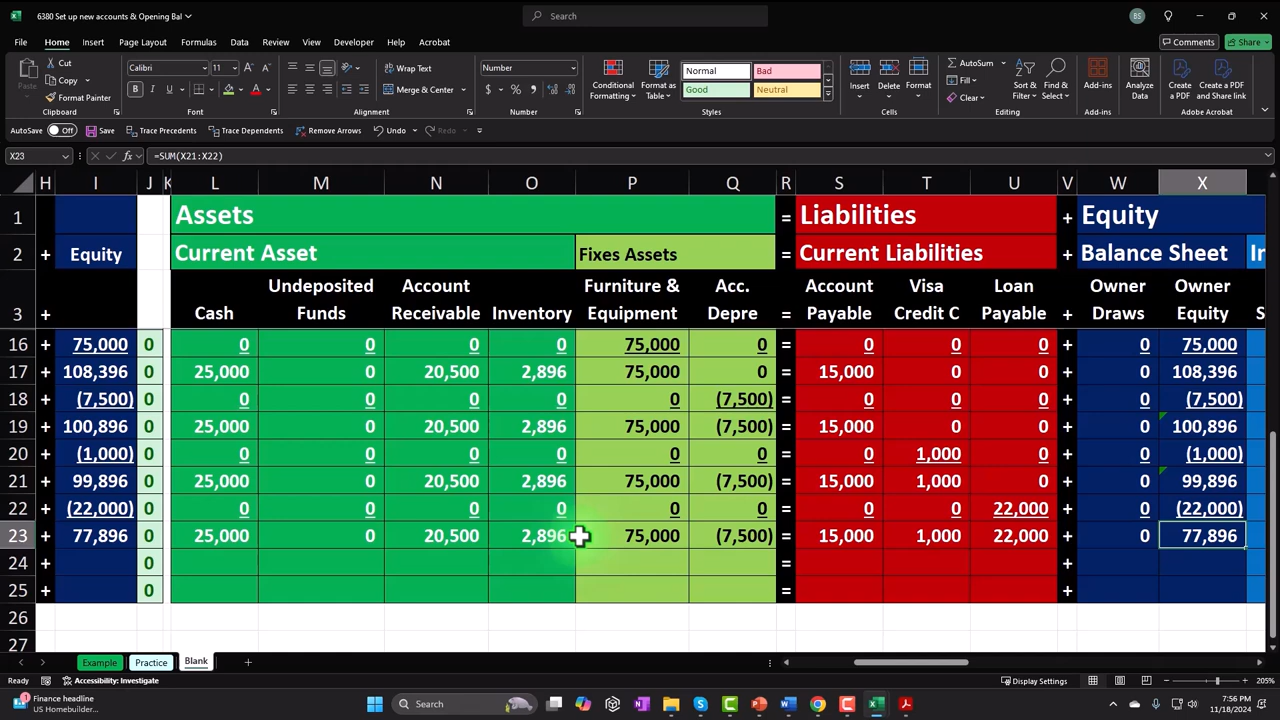 6380 Set up new accounts & Opening Bal
Search
BS
File Home Insert Page Layout Formulas Data Review View Developer Help Acrobat
Comments Share
Paste
Cut
Copy
Format Painter
Clipboard
Calibri 11
Wrap Text
Merge & Center
Font
Alignment
Number
Number
Conditional Formatting
Format as Table
Normal Bad
Good Neutral
Styles
Insert Delete Format
Cells
AutoSum
Fill
Clear
Sort & Filter
Find & Select
Editing
Add-ins
Add-ins
Analyze Data
Create a PDF
Create a PDF and Share link
Adobe Acrobat
AutoSave Off Save Trace Precedents Trace Dependents Remove Arrows Undo Redo
X23 fx =SUM(X21:X22)
H I J K L M N O P Q R S T U V W X
1 Assets = Liabilities + Equity
2 + Equity Current Asset Fixes Assets = Current Liabilities + Balance Sheet In
Undeposited Account Furniture & Acc. Account Visa Loan Owner Owner
3 + Cash Funds Receivable Inventory Equipment Depre = Payable Credit C Payable + Draws Equity S
16 + 75,000 0 0 0 0 0 75,000 0 = 0 0 0 + 0 75,000
17 + 108,396 0 25,000 0 20,500 2,896 75,000 0 = 15,000 0 0 + 0 108,396
18 + (7,500) 0 0 0 0 0 0 (7,500) = 0 0 0 + 0 (7,500)
19 + 100,896 0 25,000 0 20,500 2,896 75,000 (7,500) = 15,000 0 0 + 0 100,896
20 + (1,000) 0 0 0 0 0 0 0 = 0 1,000 0 + 0 (1,000)
21 + 99,896 0 25,000 0 20,500 2,896 75,000 (7,500) = 15,000 1,000 0 + 0 99,896
22 + (22,000) 0 0 0 0 0 0 0 = 0 0 22,000 + 0 (22,000)
23 + 77,896 0 25,000 0 20,500 2,896 75,000 (7,500) = 15,000 1,000 22,000 + 0 77,896
24 + 0 = +
25 + 0 = +
26
27
Example Practice Blank
Ready Accessibility: Investigate Display Settings 205%
Finance headline
US Homebuilder...
Search
7:56 PM
11/18/2024